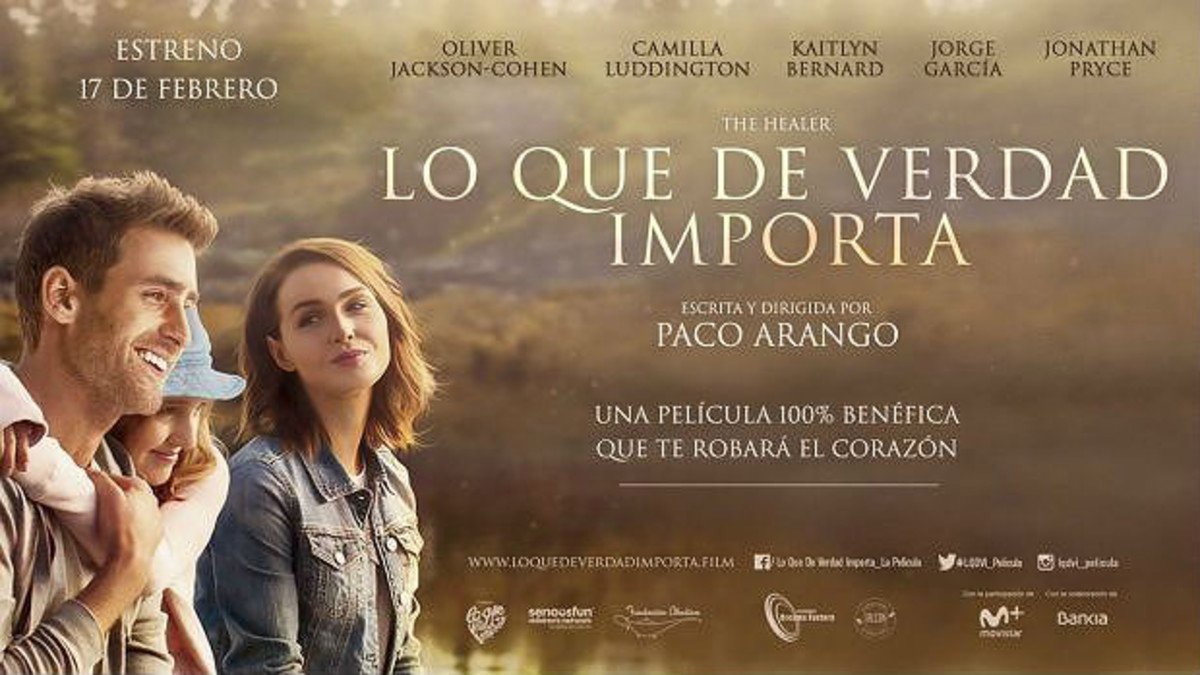 ESTRENO
17 DE FEBRERO
OLIVER
JACKSON-COHEN
CAMILLA
LUDDINGTON
KAITLYN
BERNARD
JORGE
GARCÍA
JONATHAN
PRYCE
THE HEALER
LO QUE DE VERDAD
IMPORTA
ESCRITA Y DIRIGIDA POR
PACO ARANGO
UNA PELÍCULA 100% BENÉFICA
QUE TE ROBARÁ EL CORAZÓN
WWW.LOQUEDEVERDADIMPORTA.FILM
/Lo Que De Verdad Importa_La Película
#LQDVI_Pelicula
lqdvi_pelicula
seriousfun
Con la participación de
M+
movistar
Con la colaboración de
Bankia